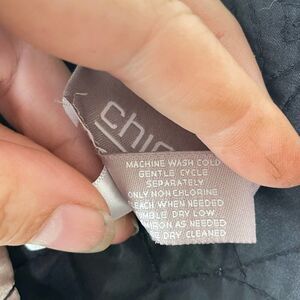 chic
MACHINE WASH COLD
GENTLE CYCLE
SEPARATELY
ONLY NON CHLORINE
EACH WHEN NEEDED
UMBLE DRY LOW
IRON AS NEEDED
E DRY CLEANED